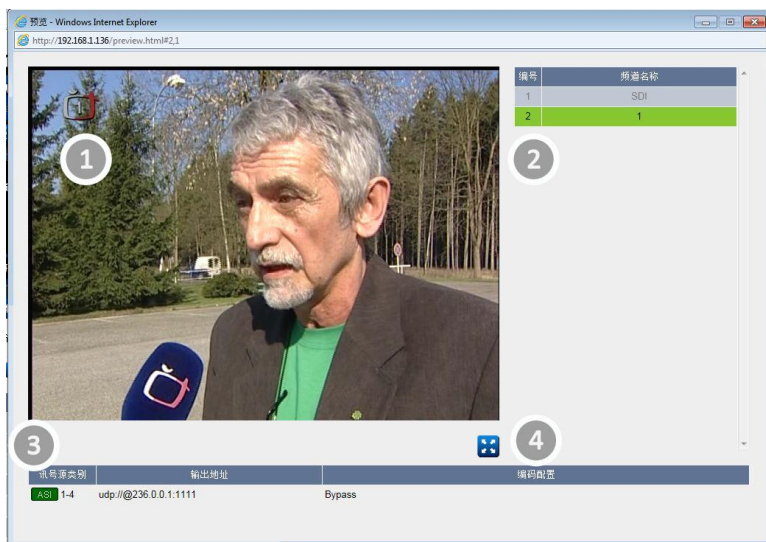 预览 - Windows Internet Explorer
http://192.168.1.136/preview.html#2,1
编号 频道名称
1 SDI
2 1
1
2
3
4
讯号源类别 输出地址 编码配置
ASI 1-4 udp://@236.0.0.1:1111 Bypass